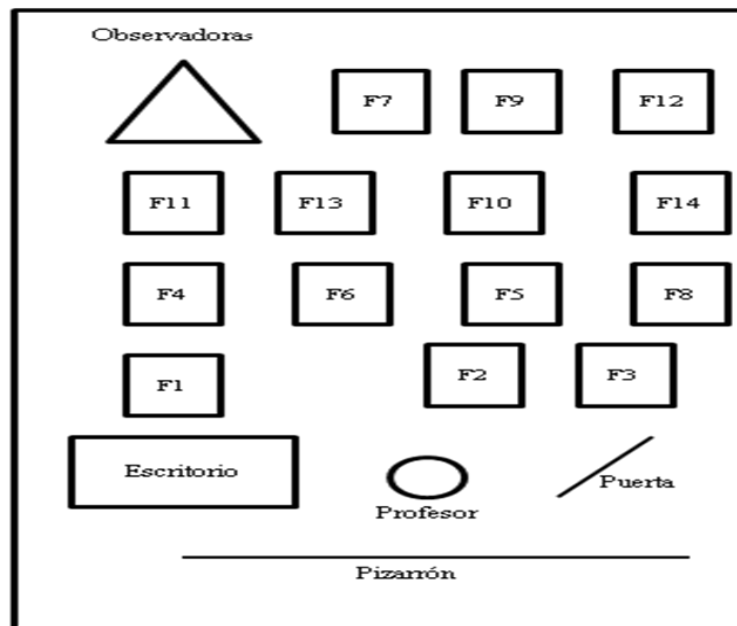 Observadoras
F7 F9 F12
F11 F13 F10 F14
F4 F6 F5 F8
F1 F2 F3
Escritorio
Profesor
Puerta
Pizarrón